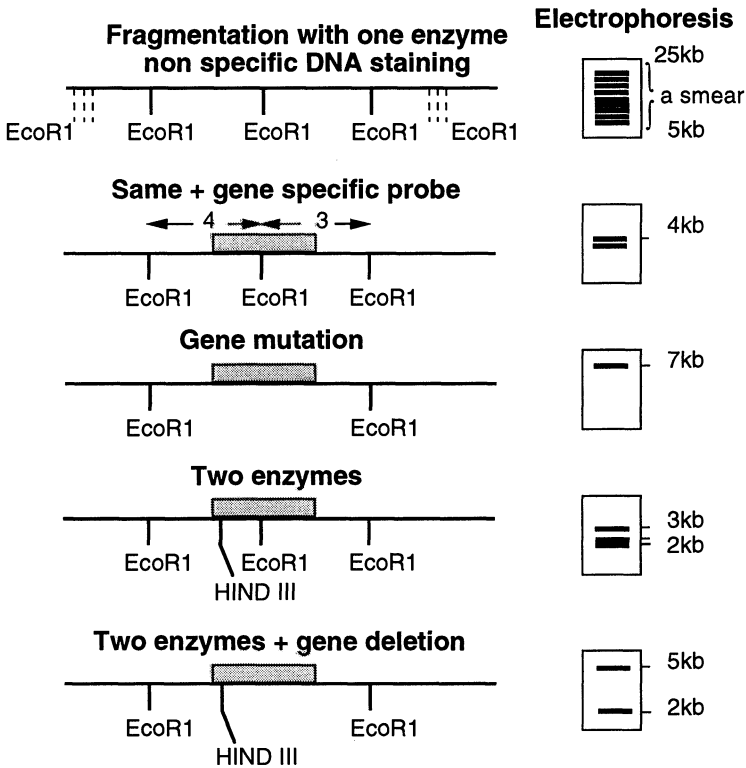 Electrophoresis
Fragmentation with one enzyme
non specific DNA staining
EcoR1 EcoR1 EcoR1 EcoR1 EcoR1
25kb
a smear
5kb
Same + gene specific probe
4 3
EcoR1 EcoR1 EcoR1
4kb
Gene mutation
EcoR1 EcoR1
7kb
Two enzymes
EcoR1 EcoR1 EcoR1
HIND III
3kb
2kb
Two enzymes + gene deletion
EcoR1 EcoR1
HIND III
5kb
2kb